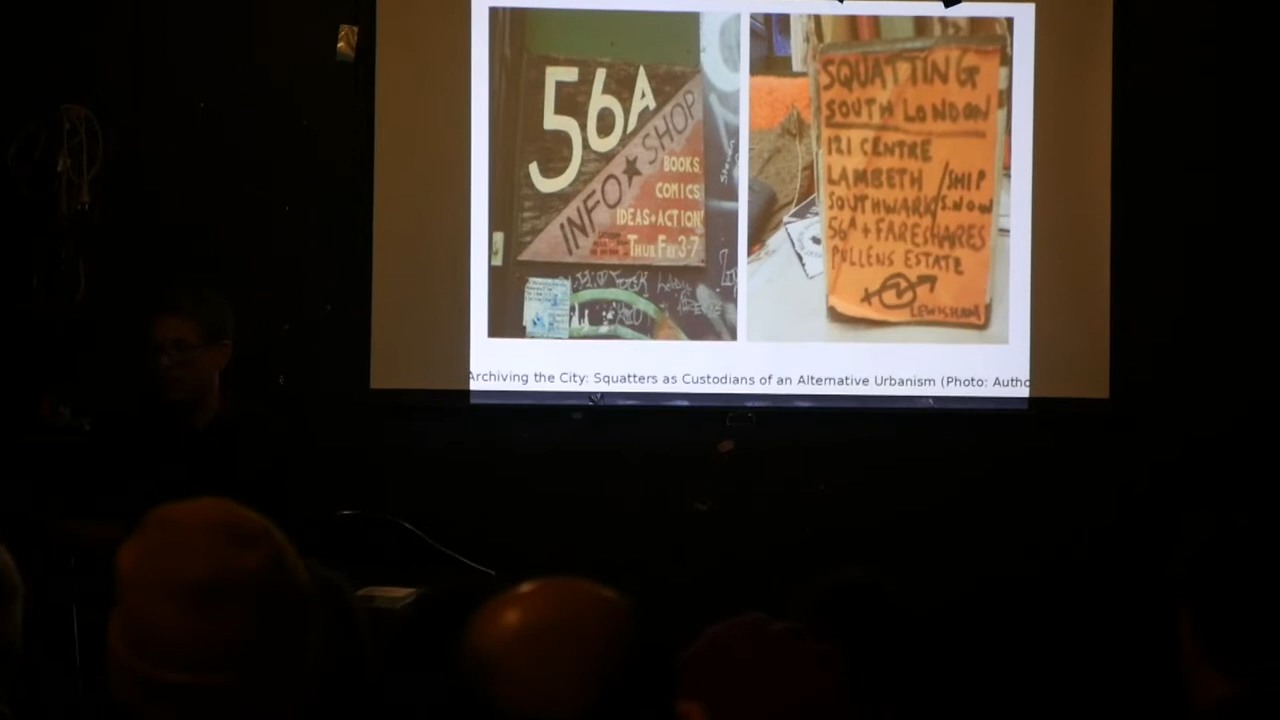 56A
INFO★SHOP
BOOKS
COMICS
IDEAS+ACTION!
THUR FRI 3-7
SQUATTING
SOUTH LONDON
121 CENTRE
LAMBETH
SOUTHWARK/SHIP
56A + FARESHARES
PULLENS ESTATE
LEWISHAM
Archiving the City: Squatters as Custodians of an Alternative Urbanism (Photo: Autho